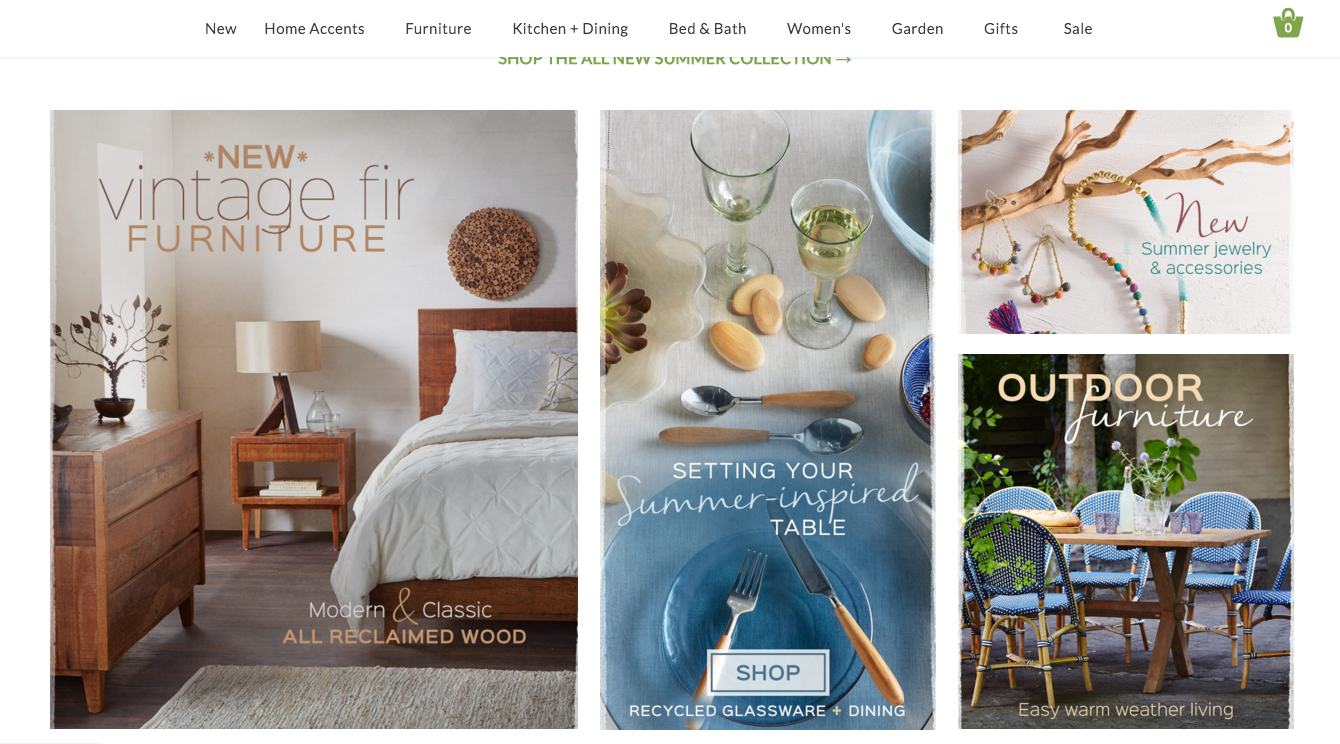 New Home Accents Furniture Kitchen + Dining Bed & Bath Women's Garden Gifts Sale
0
SHOP THE ALL NEW SUMMER COLLECTION →
*NEW*
vintage fir
FURNITURE
Modern & Classic
ALL RECLAIMED WOOD
SETTING YOUR
Summer-inspired
TABLE
SHOP
RECYCLED GLASSWARE + DINING
New
Summer jewelry
& accessories
OUTDOOR
furniture
Easy warm weather living